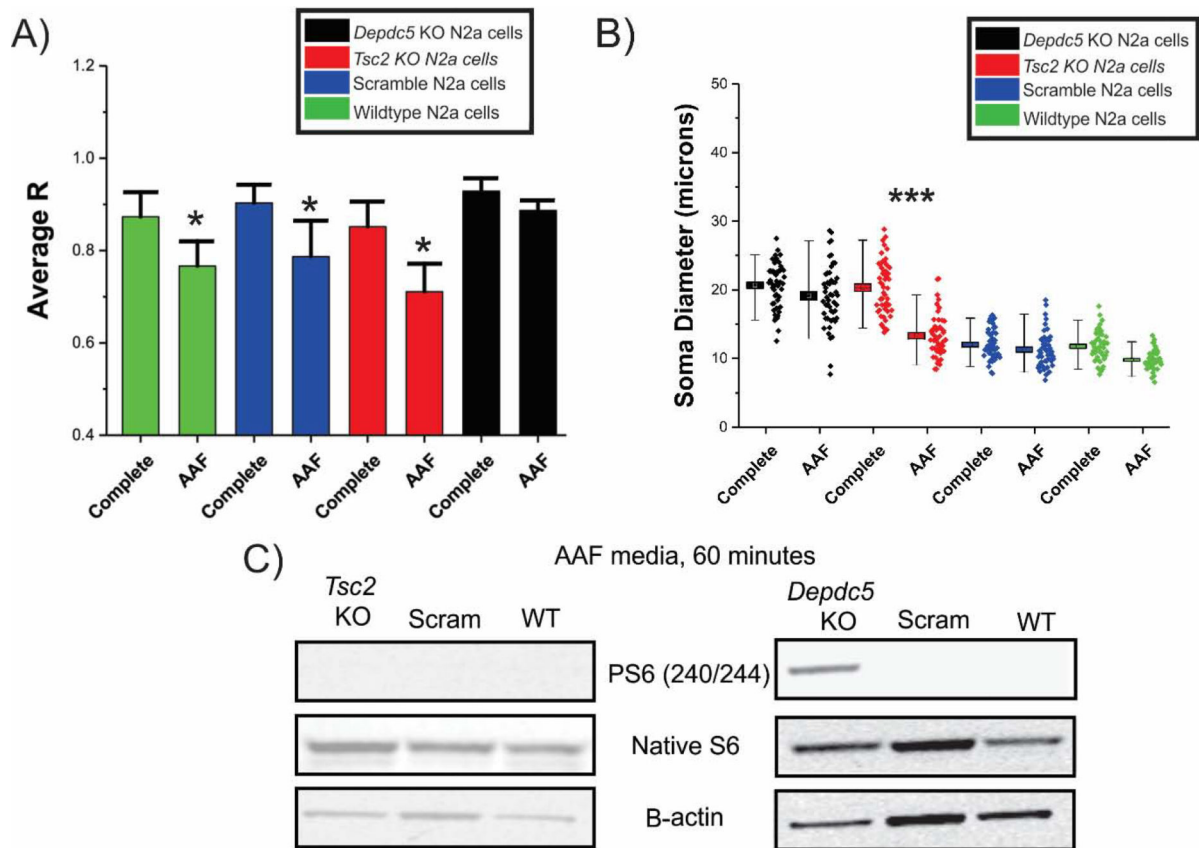 A)
Depdc5 KO N2a cells
Tsc2 KO N2a cells
Scramble N2a cells
Wildtype N2a cells
1.2
1.0
0.8
0.6
0.4
Average R
*
*
*
Complete
AAF
Complete
AAF
Complete
AAF
Complete
AAF
B)
Depdc5 KO N2a cells
Tsc2 KO N2a cells
Scramble N2a cells
Wildtype N2a cells
50
40
30
20
10
0
Soma Diameter (microns)
***
Complete
AAF
Complete
AAF
Complete
AAF
Complete
AAF
C)
AAF media, 60 minutes
Tsc2
KO Scram WT
Depdc5
KO Scram WT
PS6 (240/244)
Native S6
B-actin